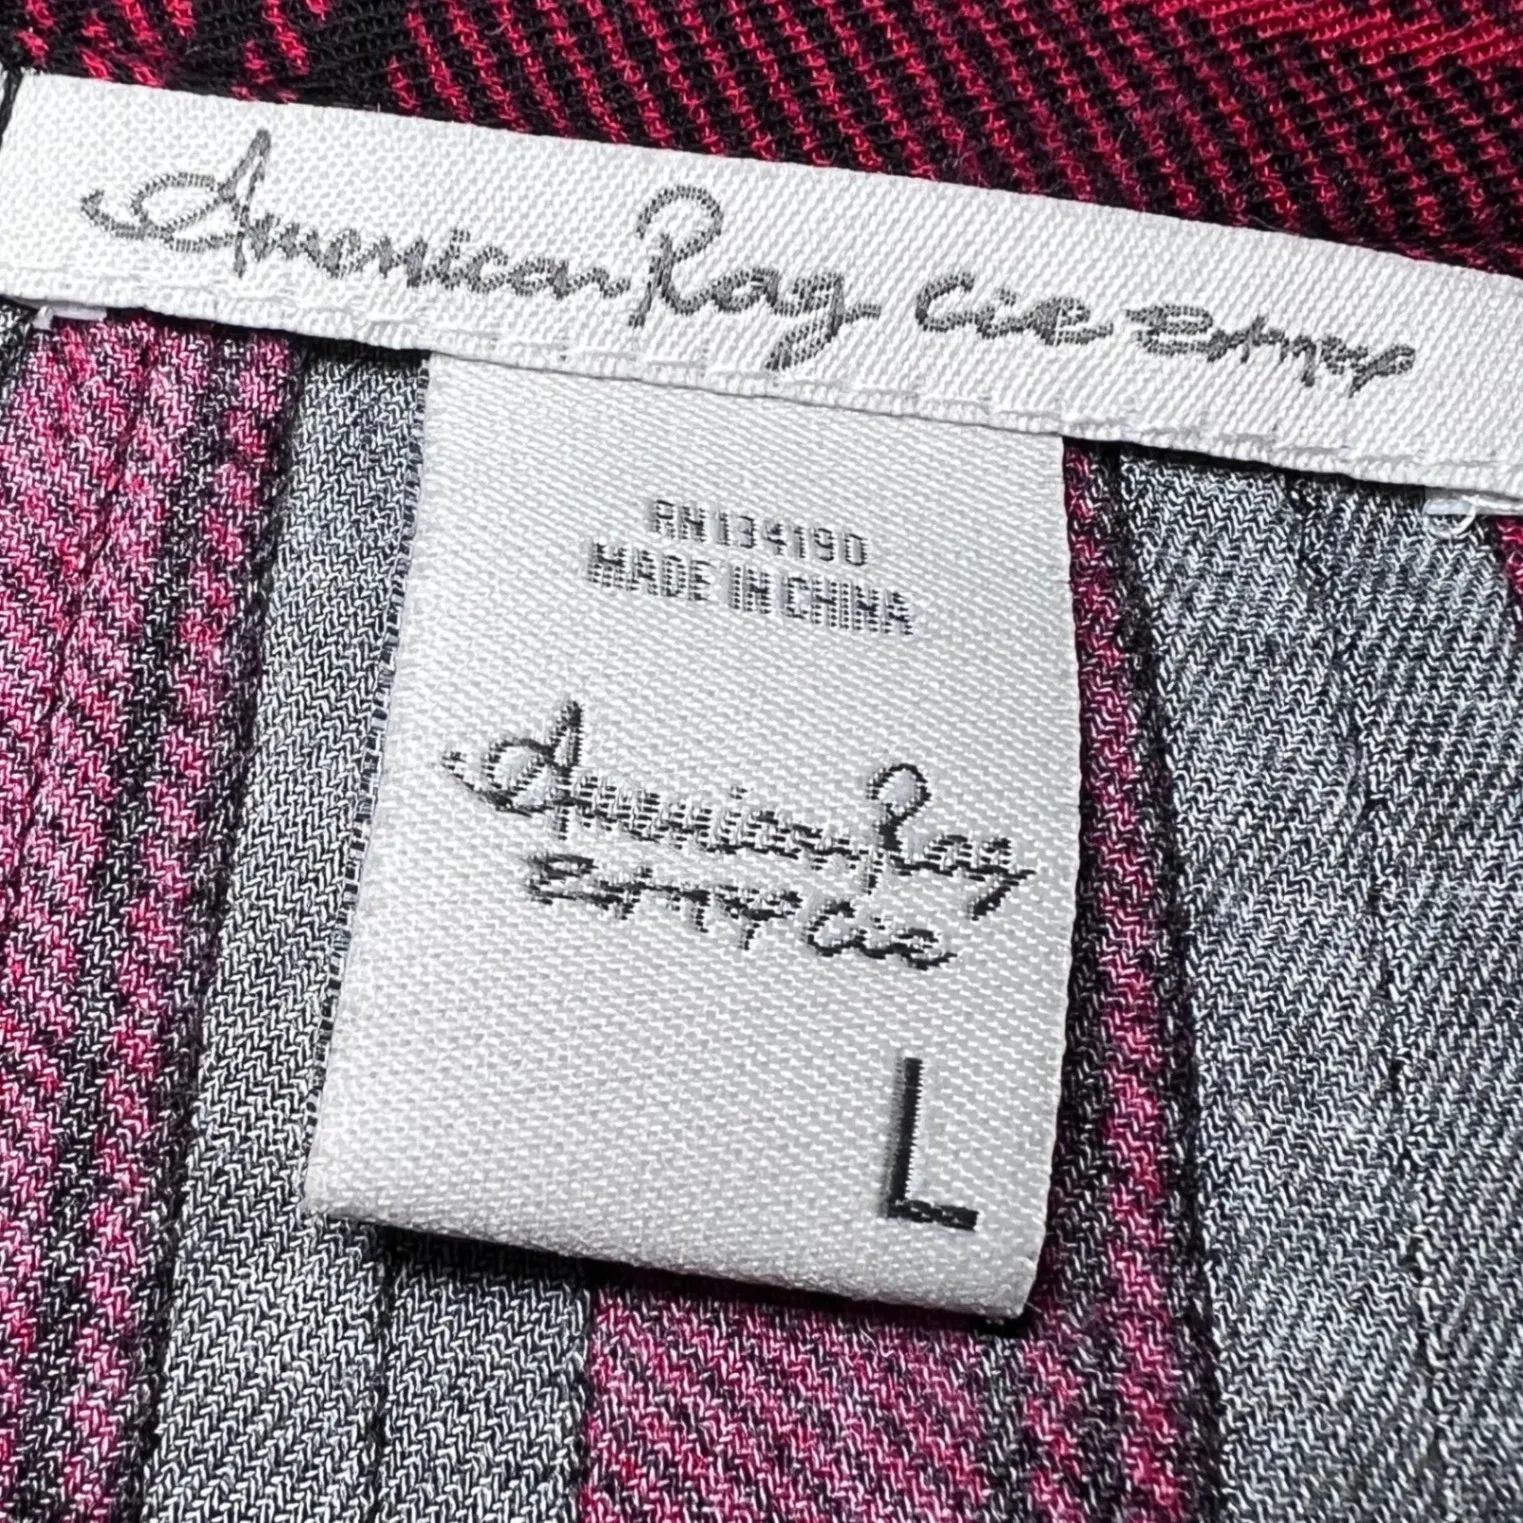 American Rag Cie
RN 134190
MADE IN CHINA
American Rag
Cie
L